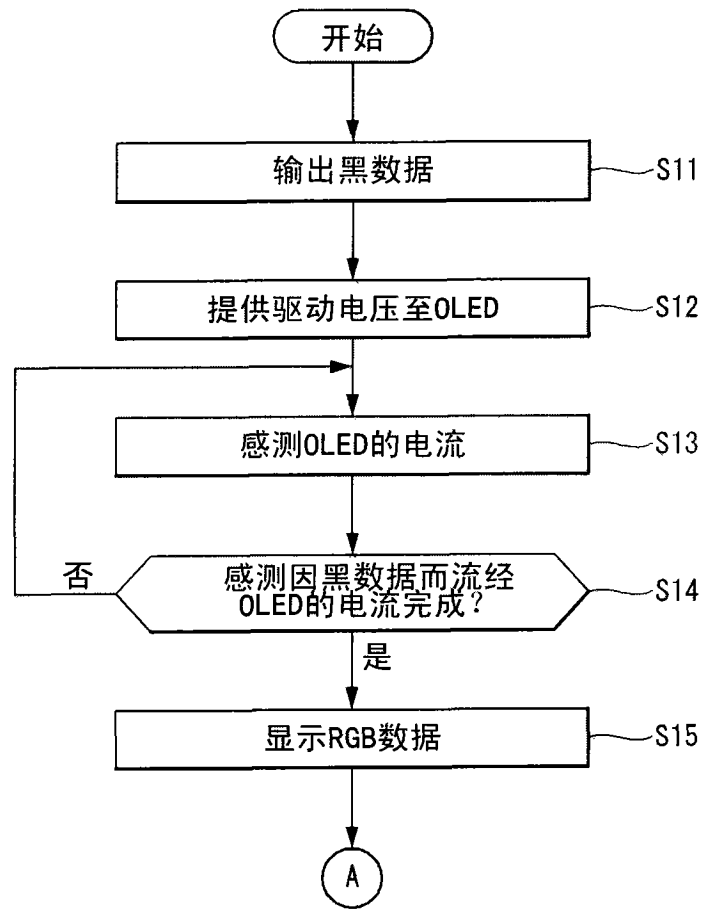 开始
输出黑数据
S11
提供驱动电压至OLED
S12
感测OLED的电流
S13
否
感测因黑数据而流经
OLED的电流完成？
S14
是
显示RGB数据
S15
A